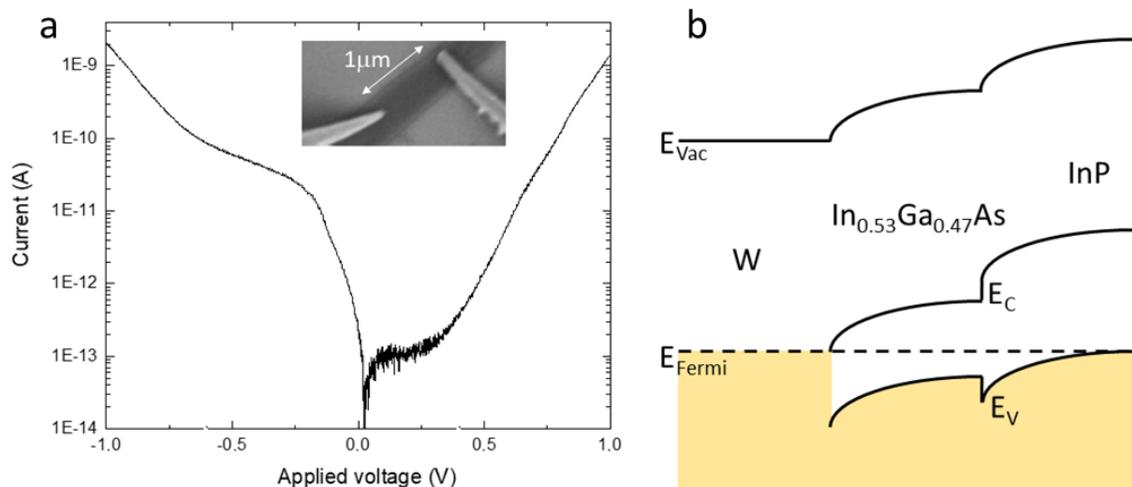 a
1E-9
1E-10
1E-11
1E-12
1E-13
1E-14
Current (A)
-1.0
-0.5
0.0
0.5
1.0
Applied voltage (V)
1μm
b
E_Vac
InP
In_0.53Ga_0.47As
W
E_C
E_Fermi
E_V